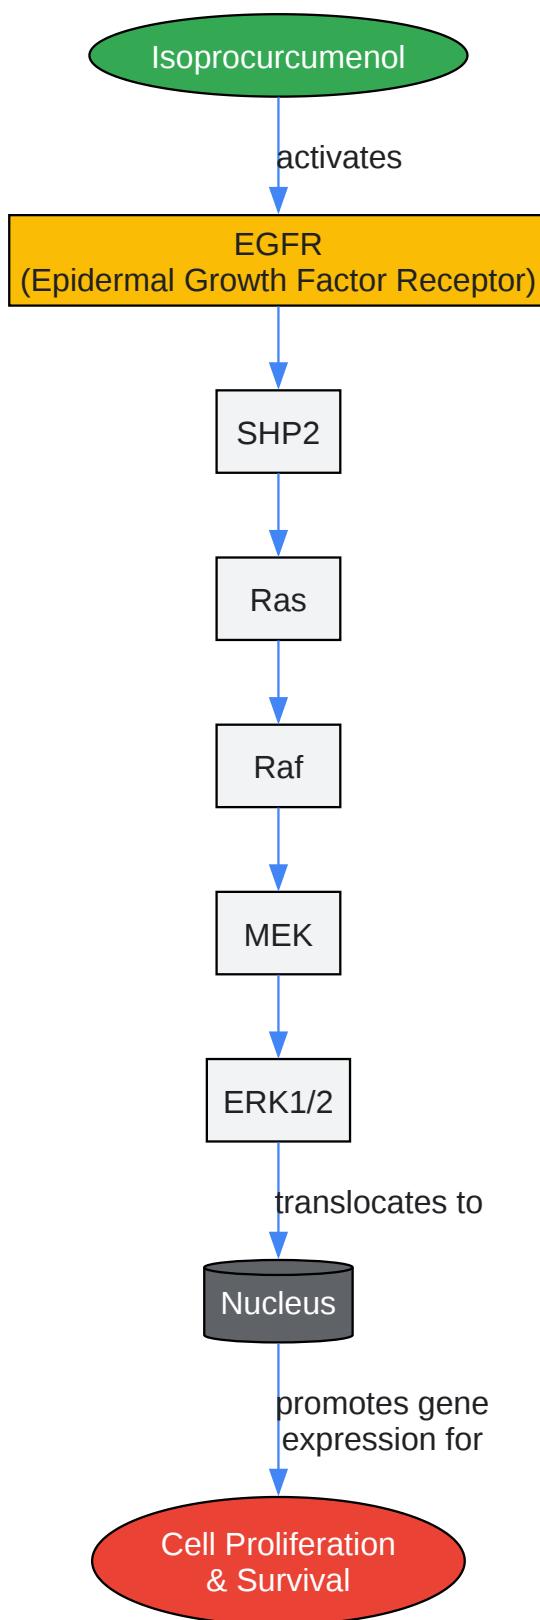 Isoprocurcumenol
activates
EGFR
(Epidermal Growth Factor Receptor)
SHP2
Ras
Raf
MEK
ERK1/2
translocates to
Nucleus
promotes gene
expression for
Cell Proliferation
& Survival